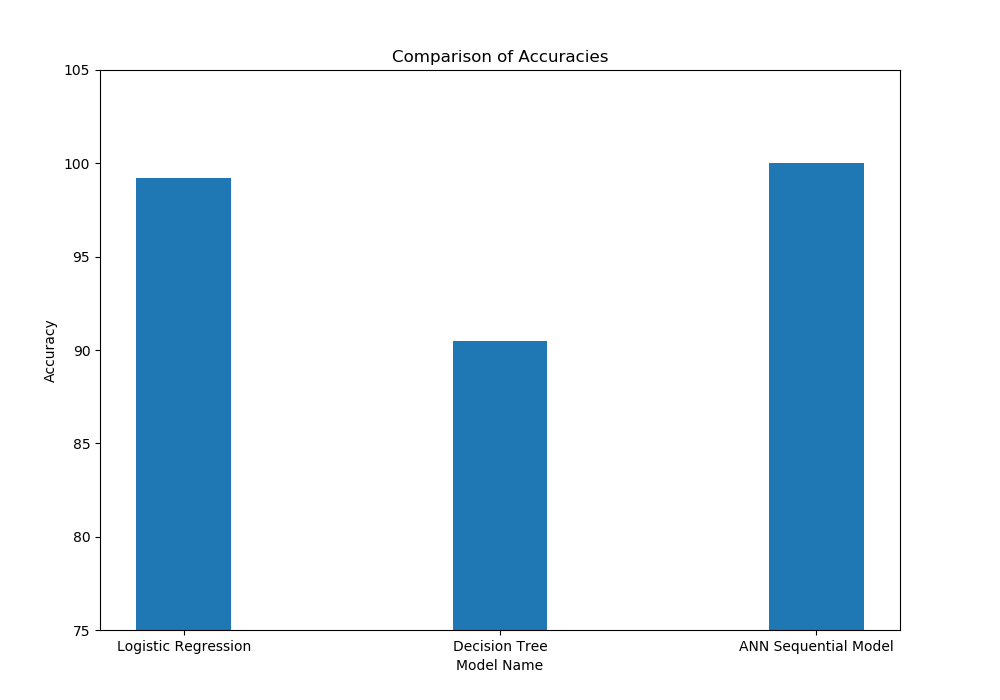 Comparison of Accuracies
105
100
95
90
85
80
75
Accuracy
Logistic Regression
Decision Tree
ANN Sequential Model
Model Name